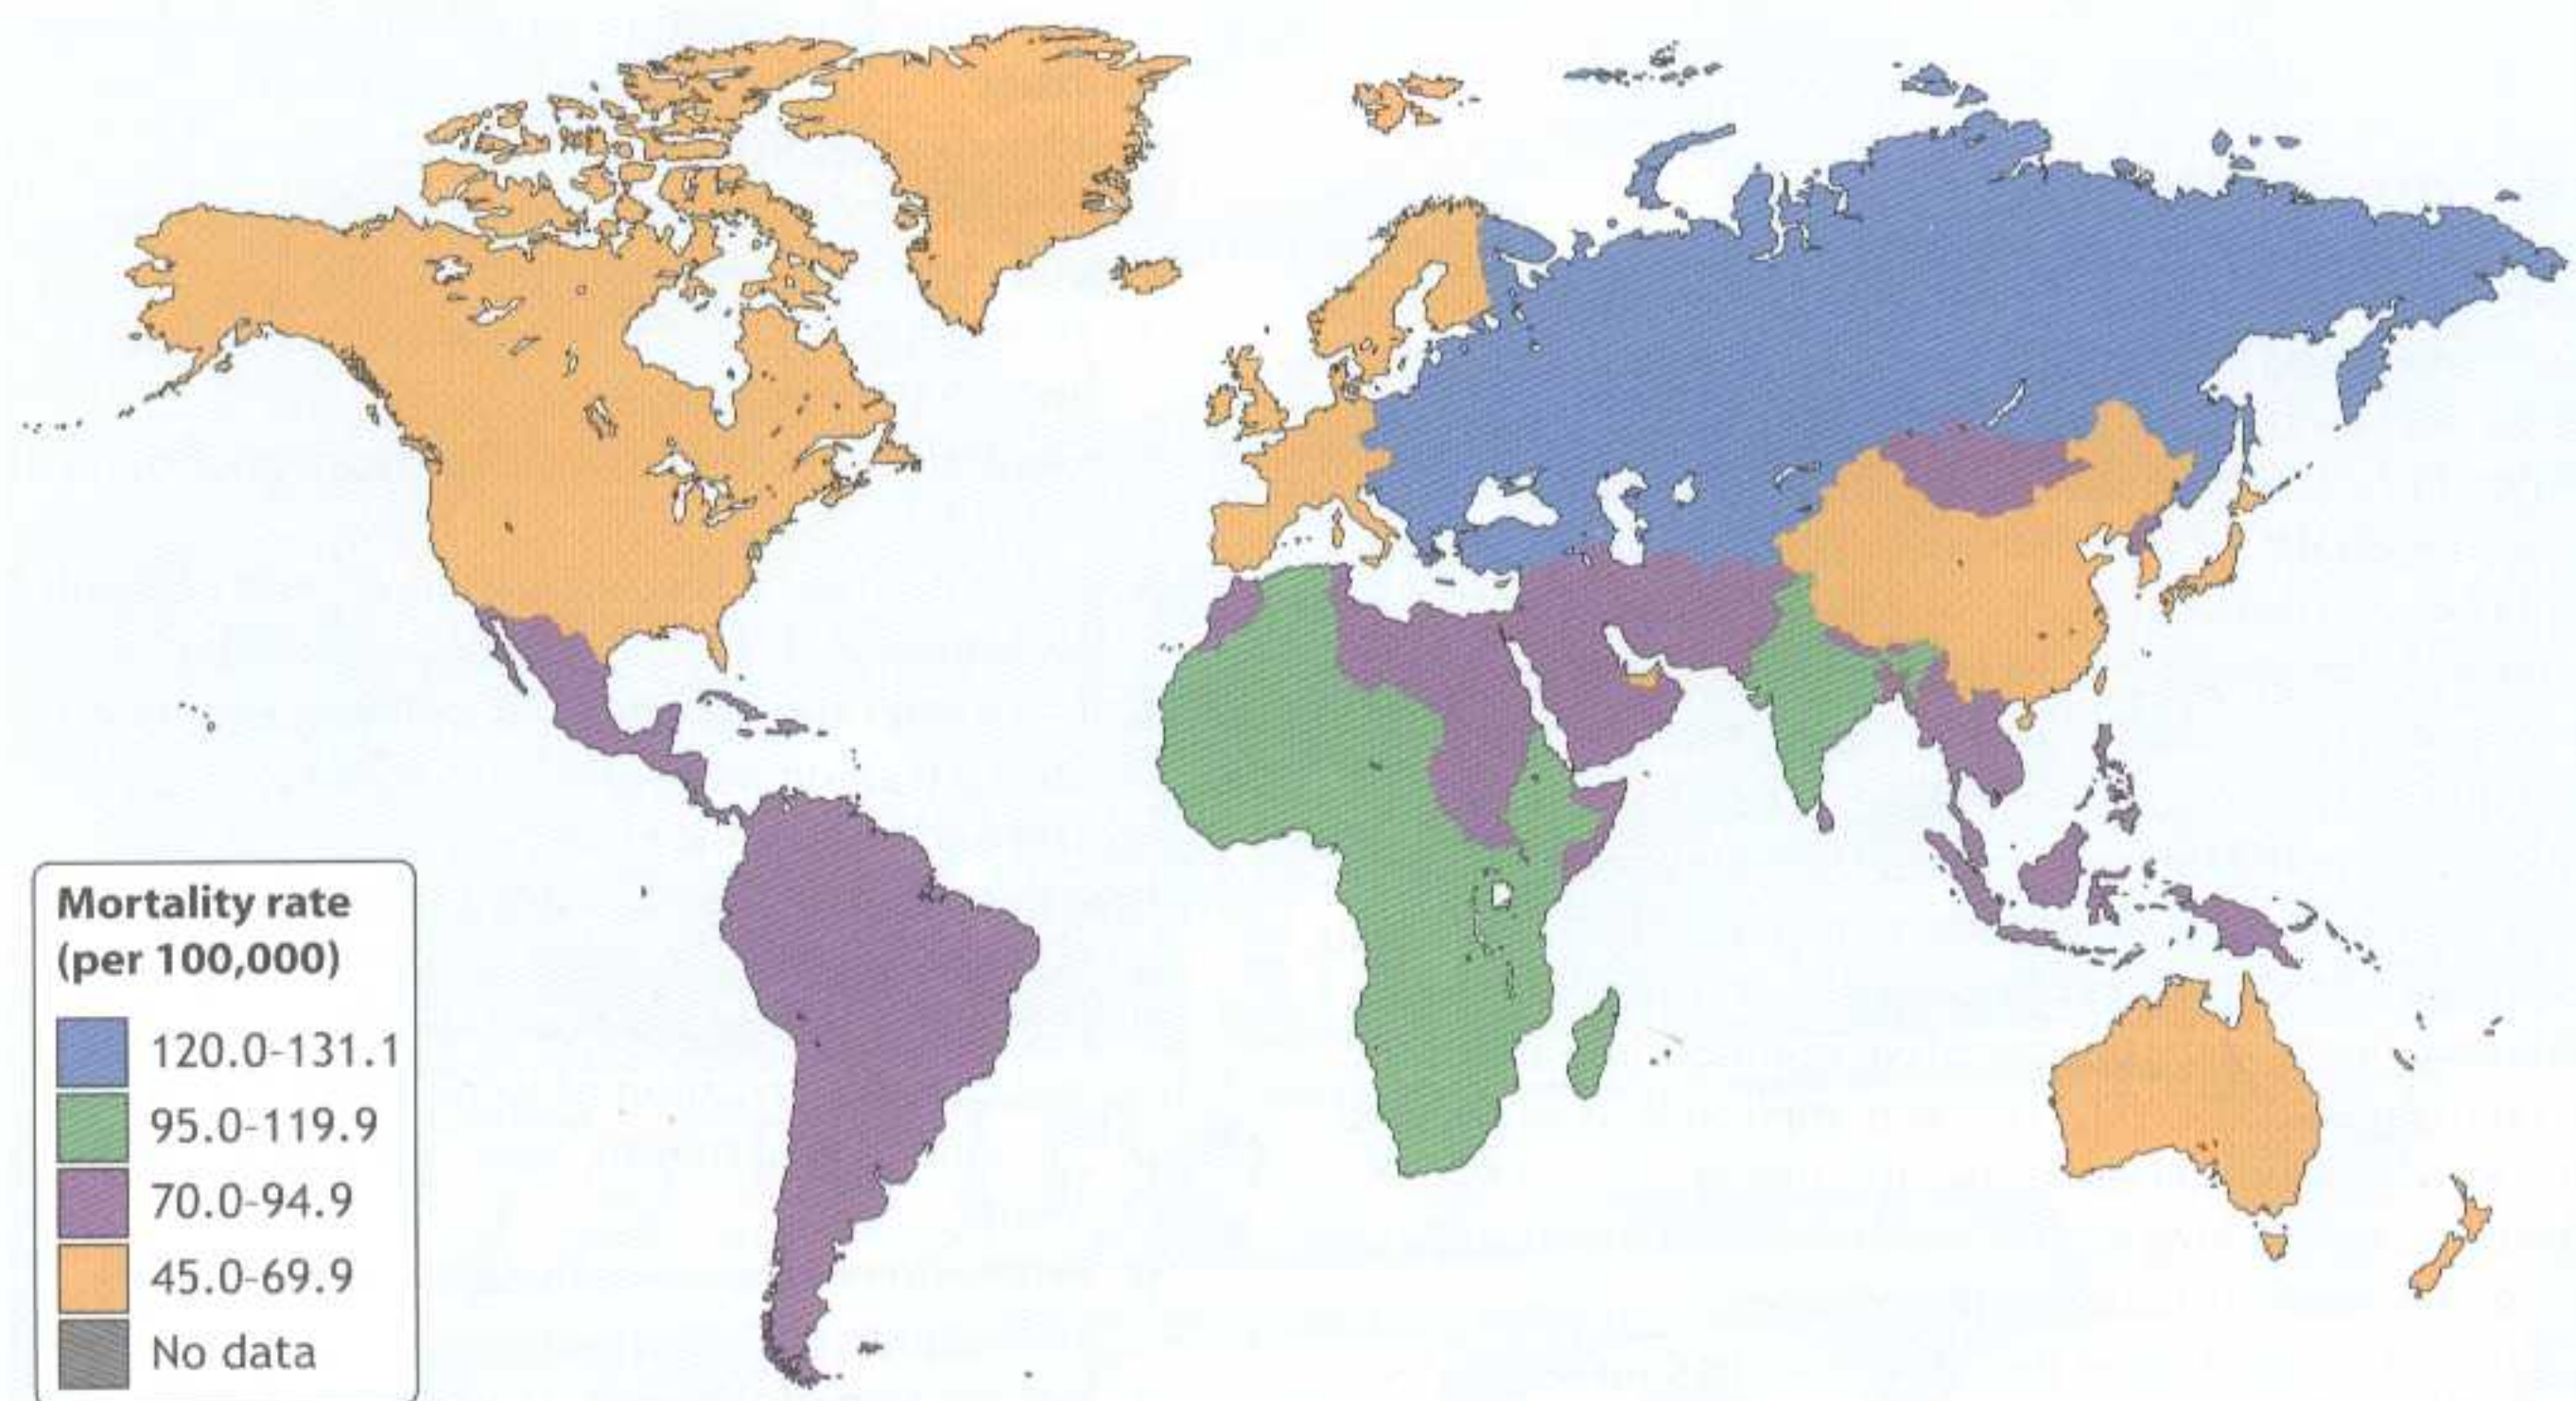 Mortality rate
(per 100,000)
120.0-131.1
95.0-119.9
70.0-94.9
45.0-69.9
No data